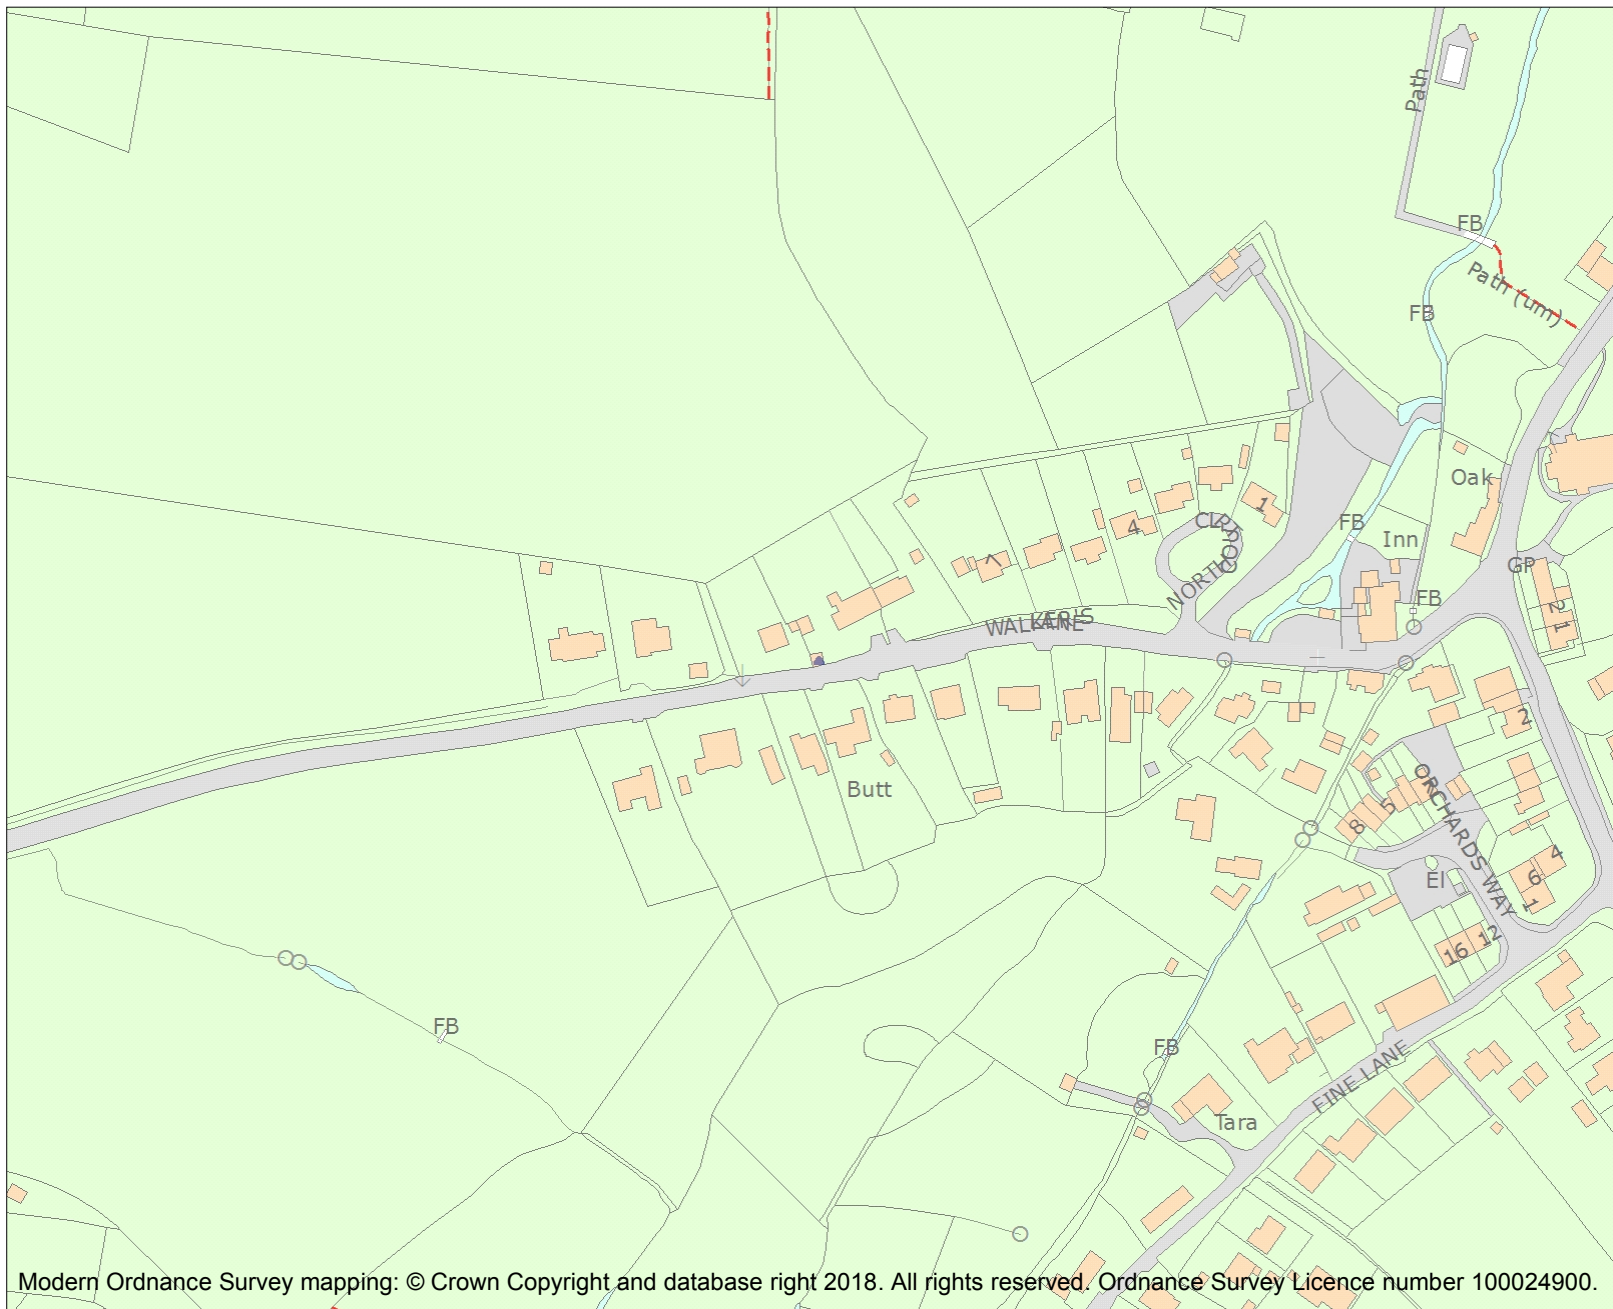 Path
FB
Path (um)
FB
Oak
1
CL
4
FB
Inn
GP
NORTH
FB
2
1
WALKER'S
LANE
2
Butt
ORCHARDS WAY
5
8
4
El
6
1
12
16
FB
FB
FINE LANE
Tara
Modern Ordnance Survey mapping: © Crown Copyright and database right 2018. All rights reserved. Ordnance Survey Licence number 100024900.